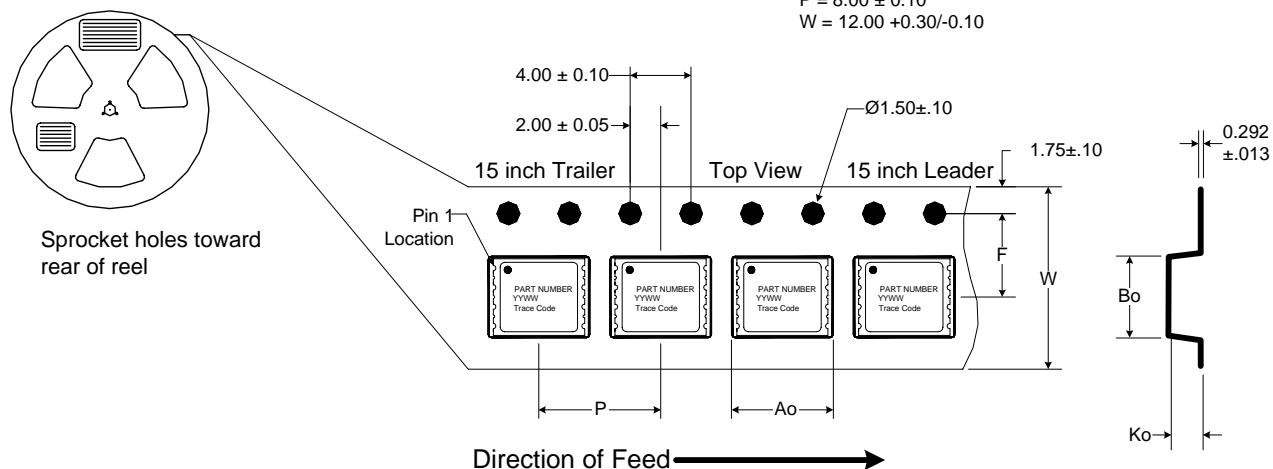 P = 8.00 ± 0.10
W = 12.00 +0.30/-0.10
4.00 ± 0.10
2.00 ± 0.05
Ø1.50±.10
0.292
±.013
1.75±.10
15 inch Trailer
Top View
15 inch Leader
Pin 1
Location
Sprocket holes toward
rear of reel
F
W
Bo
PART NUMBER
YYWW
Trace Code
PART NUMBER
YYWW
Trace Code
PART NUMBER
YYWW
Trace Code
PART NUMBER
YYWW
Trace Code
P
Ao
Ko
Direction of Feed